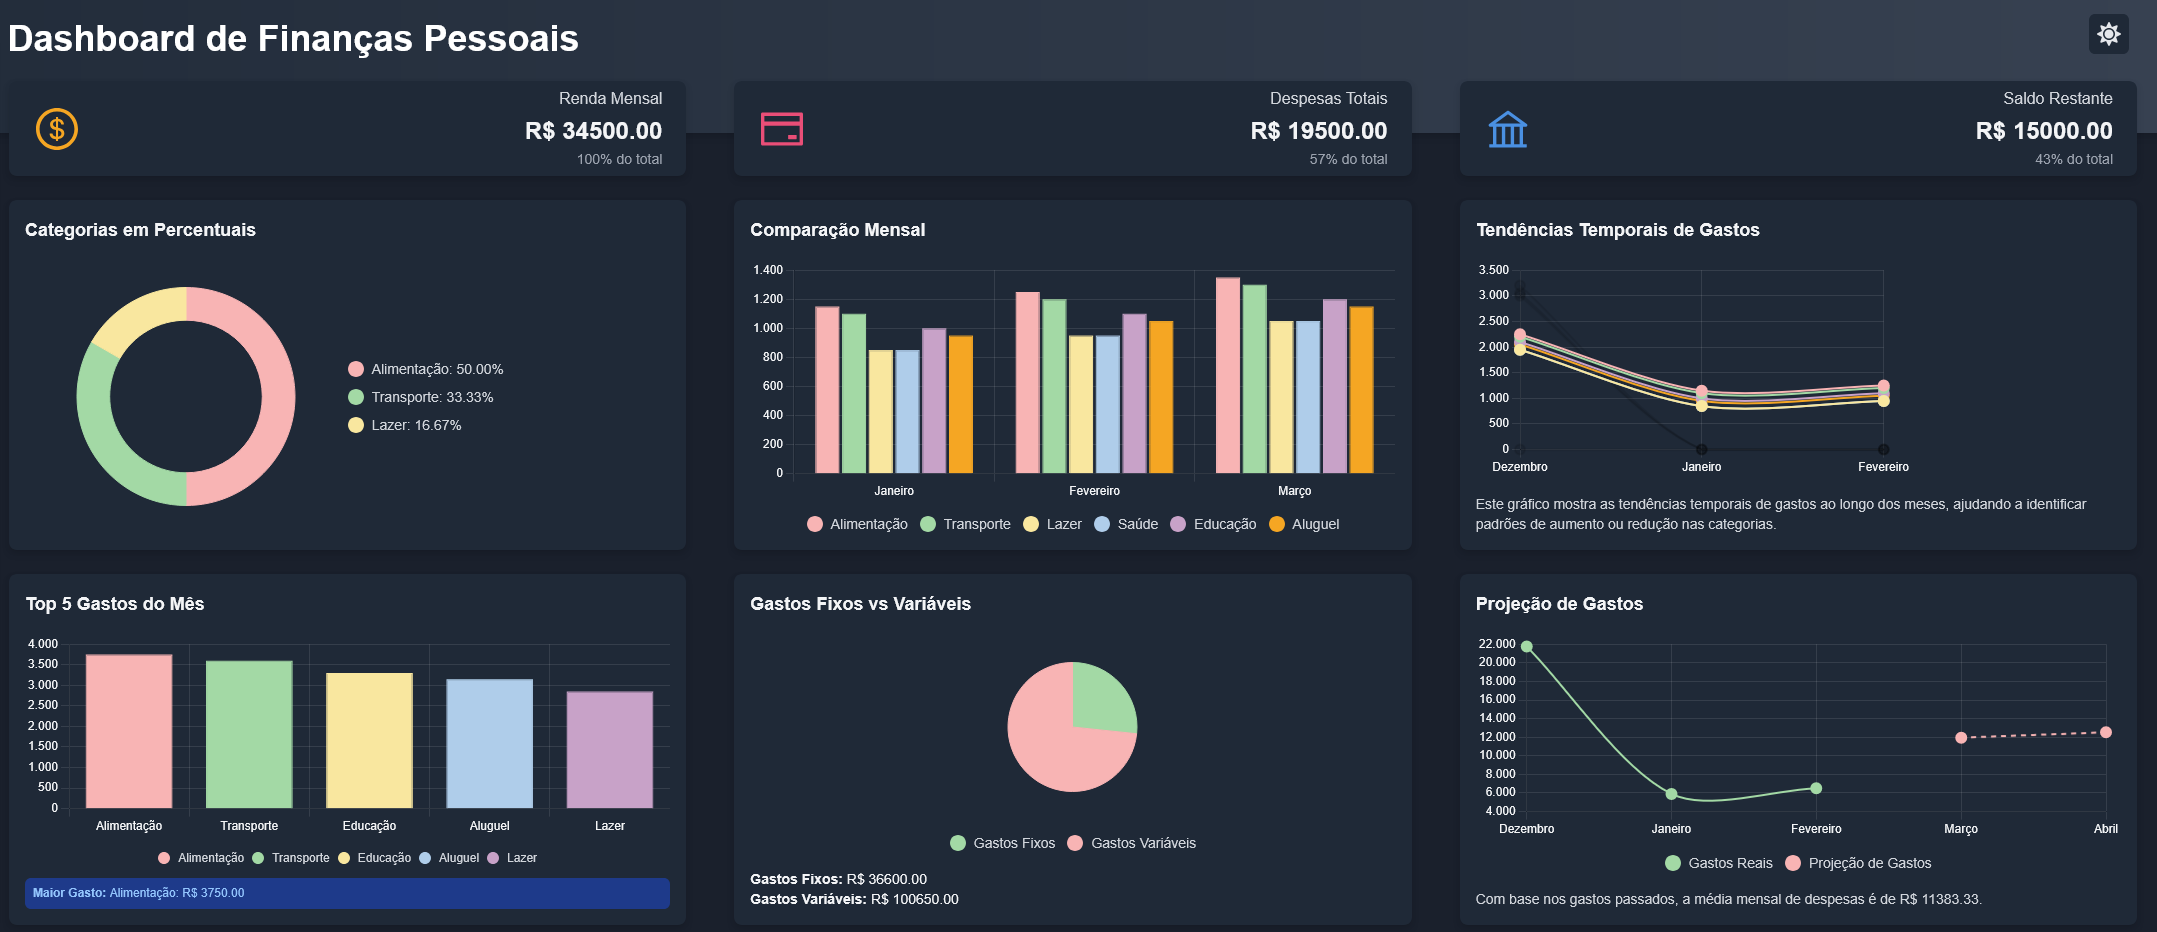 Dashboard de Finanças Pessoais
Renda Mensal
R$ 34500.00
100% do total
Despesas Totais
R$ 19500.00
57% do total
Saldo Restante
R$ 15000.00
43% do total
Categorias em Percentuais
Alimentação: 50.00%
Transporte: 33.33%
Lazer: 16.67%
Comparação Mensal
1.400
1.200
1.000
800
600
400
200
0
Janeiro Fevereiro Março
Alimentação Transporte Lazer Saúde Educação Aluguel
Tendências Temporais de Gastos
3.500
3.000
2.500
2.000
1.500
1.000
500
0
Dezembro Janeiro Fevereiro
Este gráfico mostra as tendências temporais de gastos ao longo dos meses, ajudando a identificar
padrões de aumento ou redução nas categorias.
Top 5 Gastos do Mês
4.000
3.500
3.000
2.500
2.000
1.500
1.000
500
0
Alimentação Transporte Educação Aluguel Lazer
Alimentação Transporte Educação Aluguel Lazer
Maior Gasto: Alimentação: R$ 3750.00
Gastos Fixos vs Variáveis
Gastos Fixos Gastos Variáveis
Gastos Fixos: R$ 36600.00
Gastos Variáveis: R$ 100650.00
Projeção de Gastos
22.000
20.000
18.000
16.000
14.000
12.000
10.000
8.000
6.000
4.000
Dezembro Janeiro Fevereiro Março Abril
Gastos Reais Projeção de Gastos
Com base nos gastos passados, a média mensal de despesas é de R$ 11383.33.